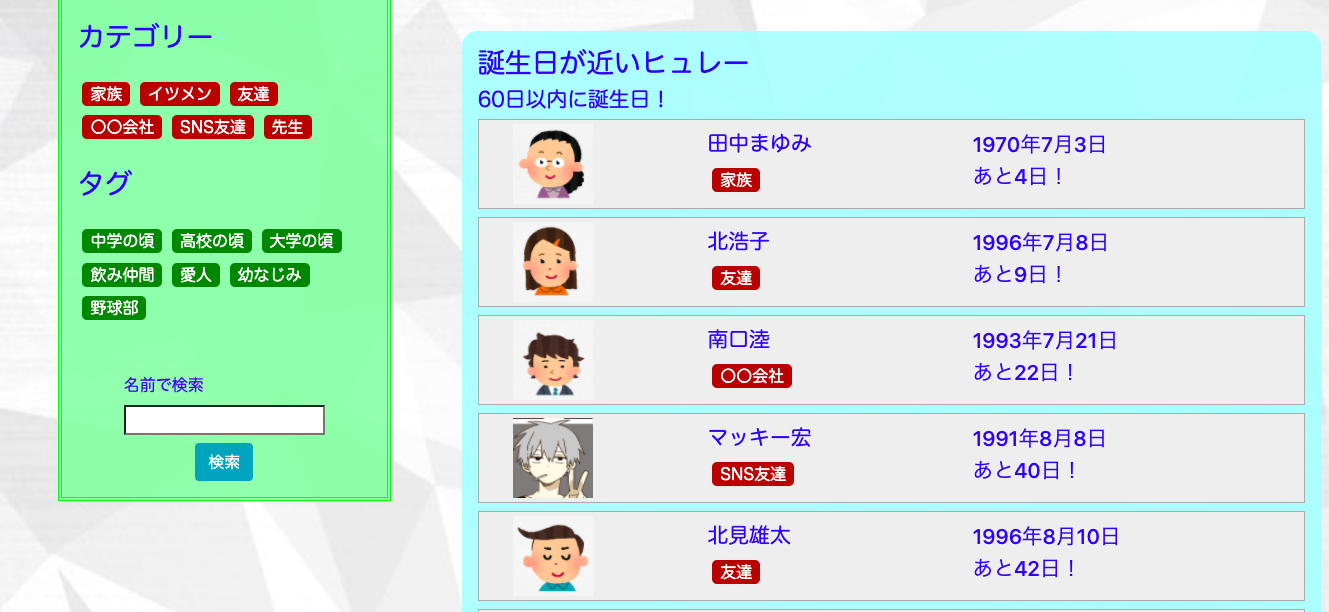 カテゴリー
家族 イツメン 友達
〇〇会社 SNS友達 先生
タグ
中学の頃 高校の頃 大学の頃
飲み仲間 愛人 幼なじみ
野球部
名前で検索
検索
誕生日が近いヒュレー
60日以内に誕生日！
田中まゆみ
家族
1970年7月3日
あと4日！
北浩子
友達
1996年7月8日
あと9日！
南口淕
〇〇会社
1993年7月21日
あと22日！
マッキー宏
SNS友達
1991年8月8日
あと40日！
北見雄太
友達
1996年8月10日
あと42日！